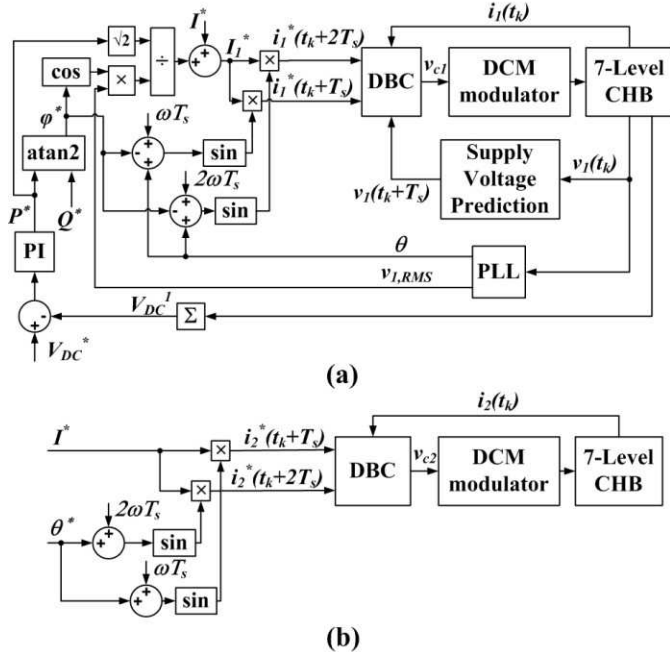 I*
i1(tk)
√2
÷
I1*
i1*(tk+2Ts)
cos
×
×
DBC
vc1
DCM modulator
7-Level CHB
×
i1*(tk+Ts)
φ*
ωTs
atan2
sin
2ωTs
v1(tk+Ts)
Supply Voltage Prediction
v1(tk)
sin
P*
Q*
PI
θ
v1,RMS
PLL
VDC1
Σ
VDC*
(a)
i2(tk)
I*
×
i2*(tk+Ts)
×
i2*(tk+2Ts)
DBC
vc2
DCM modulator
7-Level CHB
2ωTs
θ*
sin
ωTs
sin
(b)